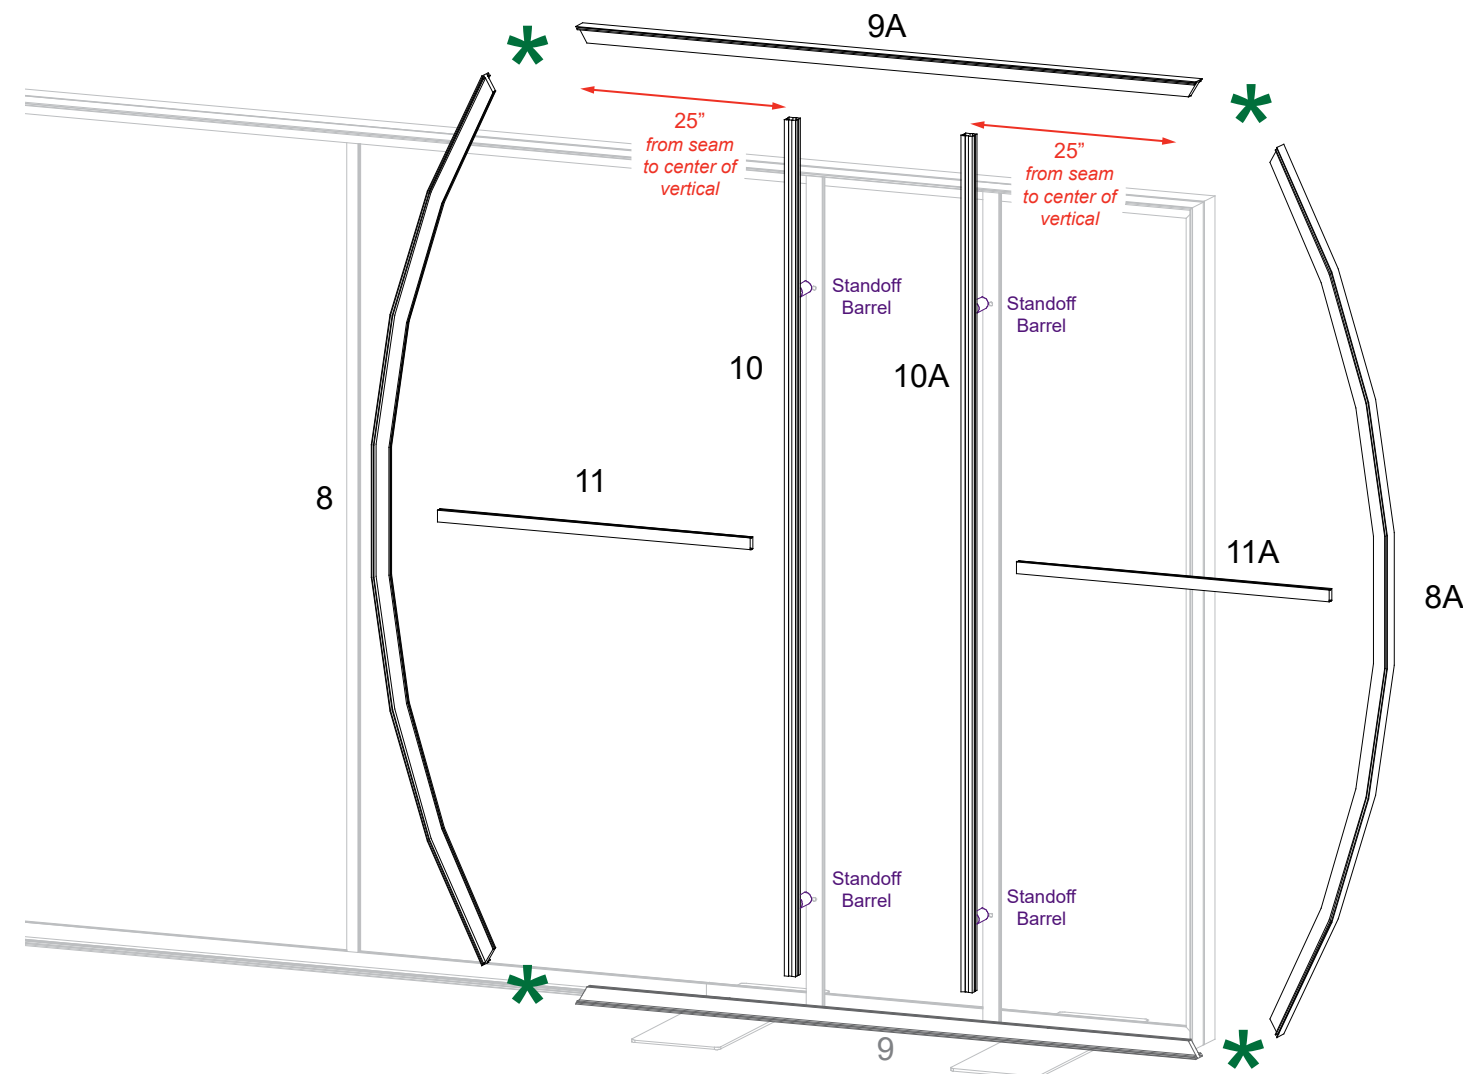 9A
25”
from seam
to center of
vertical
25”
from seam
to center of
vertical
Standoff
Barrel
Standoff
Barrel
10
10A
11
8
11A
8A
Standoff
Barrel
Standoff
Barrel
9